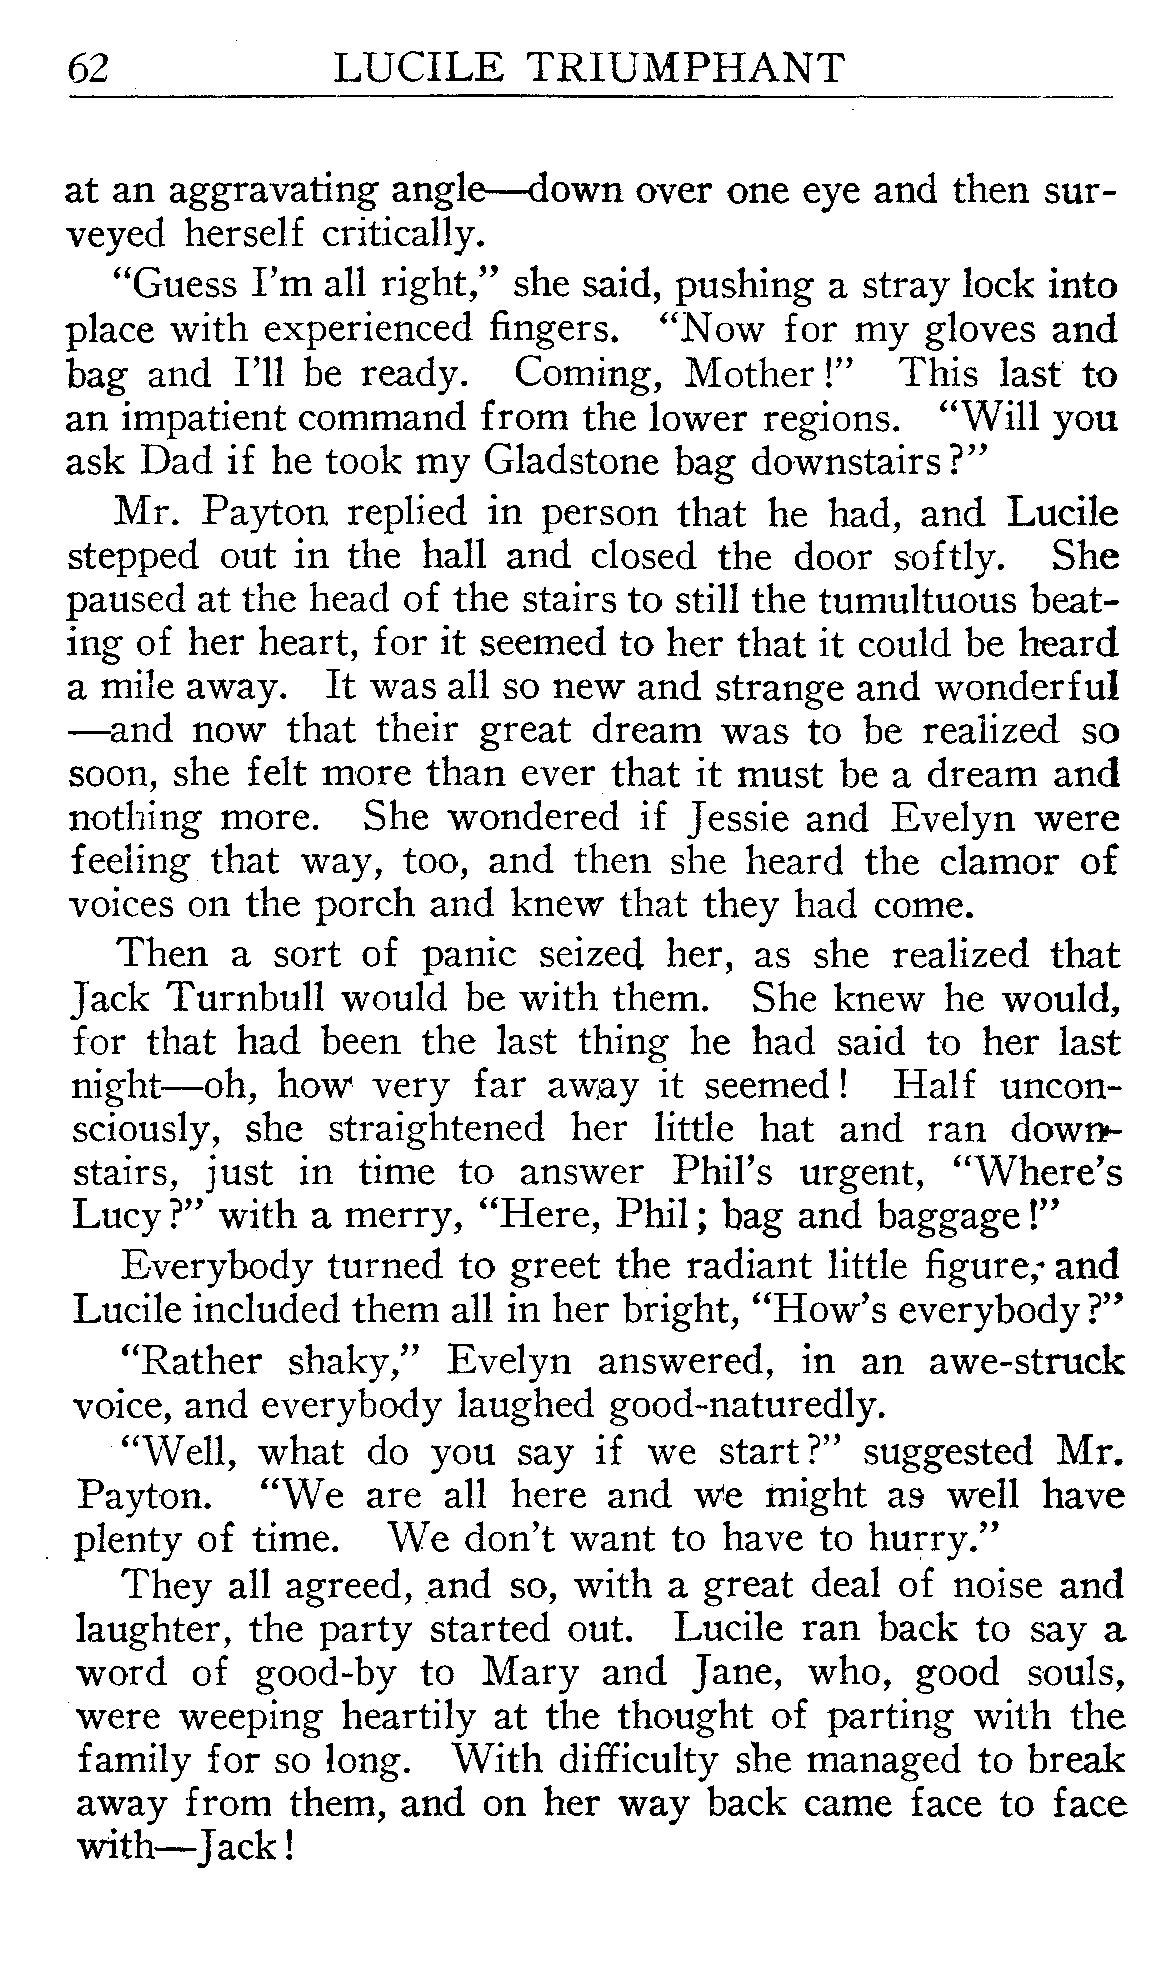 62 LUCILE TRIUMPHANT
at an aggravating angle—down over one eye and then sur-
veyed herself critically.
“Guess I’m all right,” she said, pushing a stray lock into
place with experienced fingers. “Now for my gloves and
bag and I’ll be ready. Coming, Mother!” This last to
an impatient command from the lower regions. “Will you
ask Dad if he took my Gladstone bag downstairs?”
Mr. Payton replied in person that he had, and Lucile
stepped out in the hall and closed the door softly. She
paused at the head of the stairs to still the tumultuous beat-
ing of her heart, for it seemed to her that it could be heard
a mile away. It was all so new and strange and wonderful
—and now that their great dream was to be realized so
soon, she felt more than ever that it must be a dream and
nothing more. She wondered if Jessie and Evelyn were
feeling that way, too, and then she heard the clamor of
voices on the porch and knew that they had come.
Then a sort of panic seized her, as she realized that
Jack Turnbull would be with them. She knew he would,
for that had been the last thing he had said to her last
night—oh, how very far away it seemed! Half uncon-
sciously, she straightened her little hat and ran down-
stairs, just in time to answer Phil’s urgent, “Where’s
Lucy?” with a merry, “Here, Phil; bag and baggage!”
Everybody turned to greet the radiant little figure, and
Lucile included them all in her bright, “How’s everybody?”
“Rather shaky,” Evelyn answered, in an awe-struck
voice, and everybody laughed good-naturedly.
“Well, what do you say if we start?” suggested Mr.
Payton. “We are all here and we might as well have
plenty of time. We don’t want to have to hurry.”
They all agreed, and so, with a great deal of noise and
laughter, the party started out. Lucile ran back to say a
word of good-by to Mary and Jane, who, good souls,
were weeping heartily at the thought of parting with the
family for so long. With difficulty she managed to break
away from them, and on her way back came face to face
with—Jack!